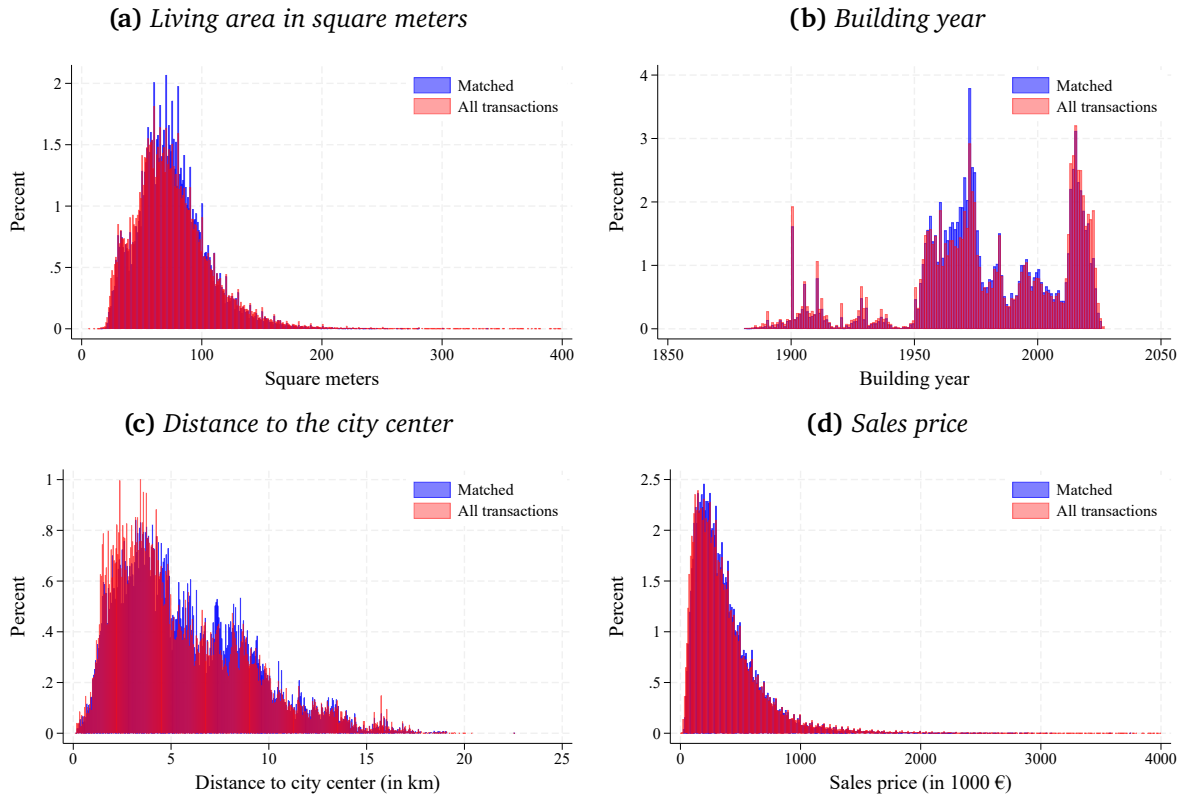 (a) Living area in square meters
Percent
2
1.5
1
.5
0
0 100 200 300 400
Square meters
Matched
All transactions
(b) Building year
Percent
4
3
2
1
0
1850 1900 1950 2000 2050
Building year
Matched
All transactions
(c) Distance to the city center
Percent
1
.8
.6
.4
.2
0
0 5 10 15 20 25
Distance to city center (in km)
Matched
All transactions
(d) Sales price
Percent
2.5
2
1.5
1
.5
0
0 1000 2000 3000 4000
Sales price (in 1000 €)
Matched
All transactions